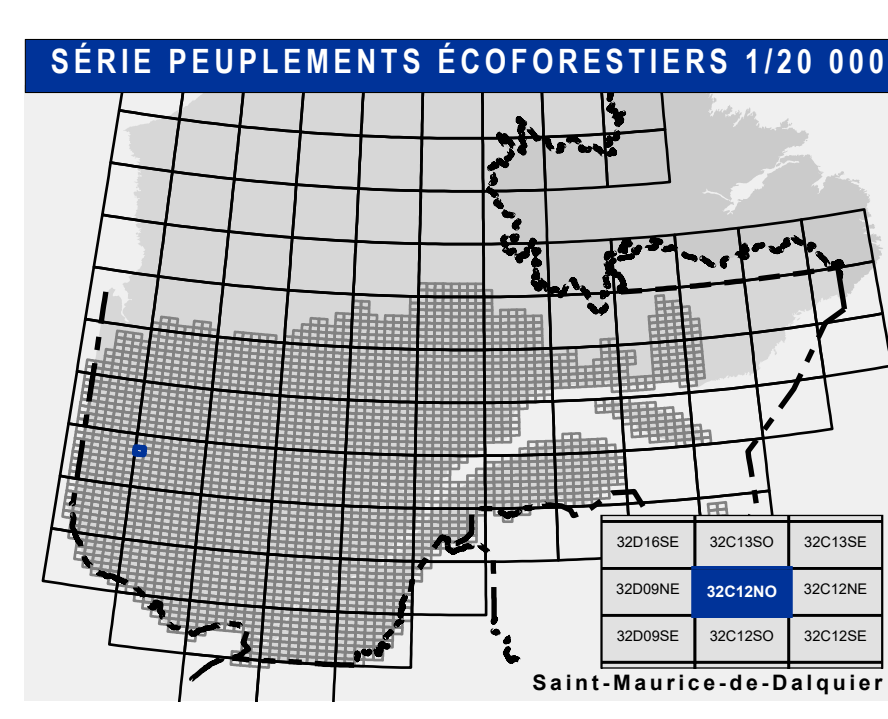 SÉRIE PEUPLEMENTS ÉCOFORESTIERS 1/20 000
32D16SE 32C13SO 32C13SE
32D09NE 32C12NO 32C12NE
32D09SE 32C12SO 32C12SE
Saint-Maurice-de-Dalquier